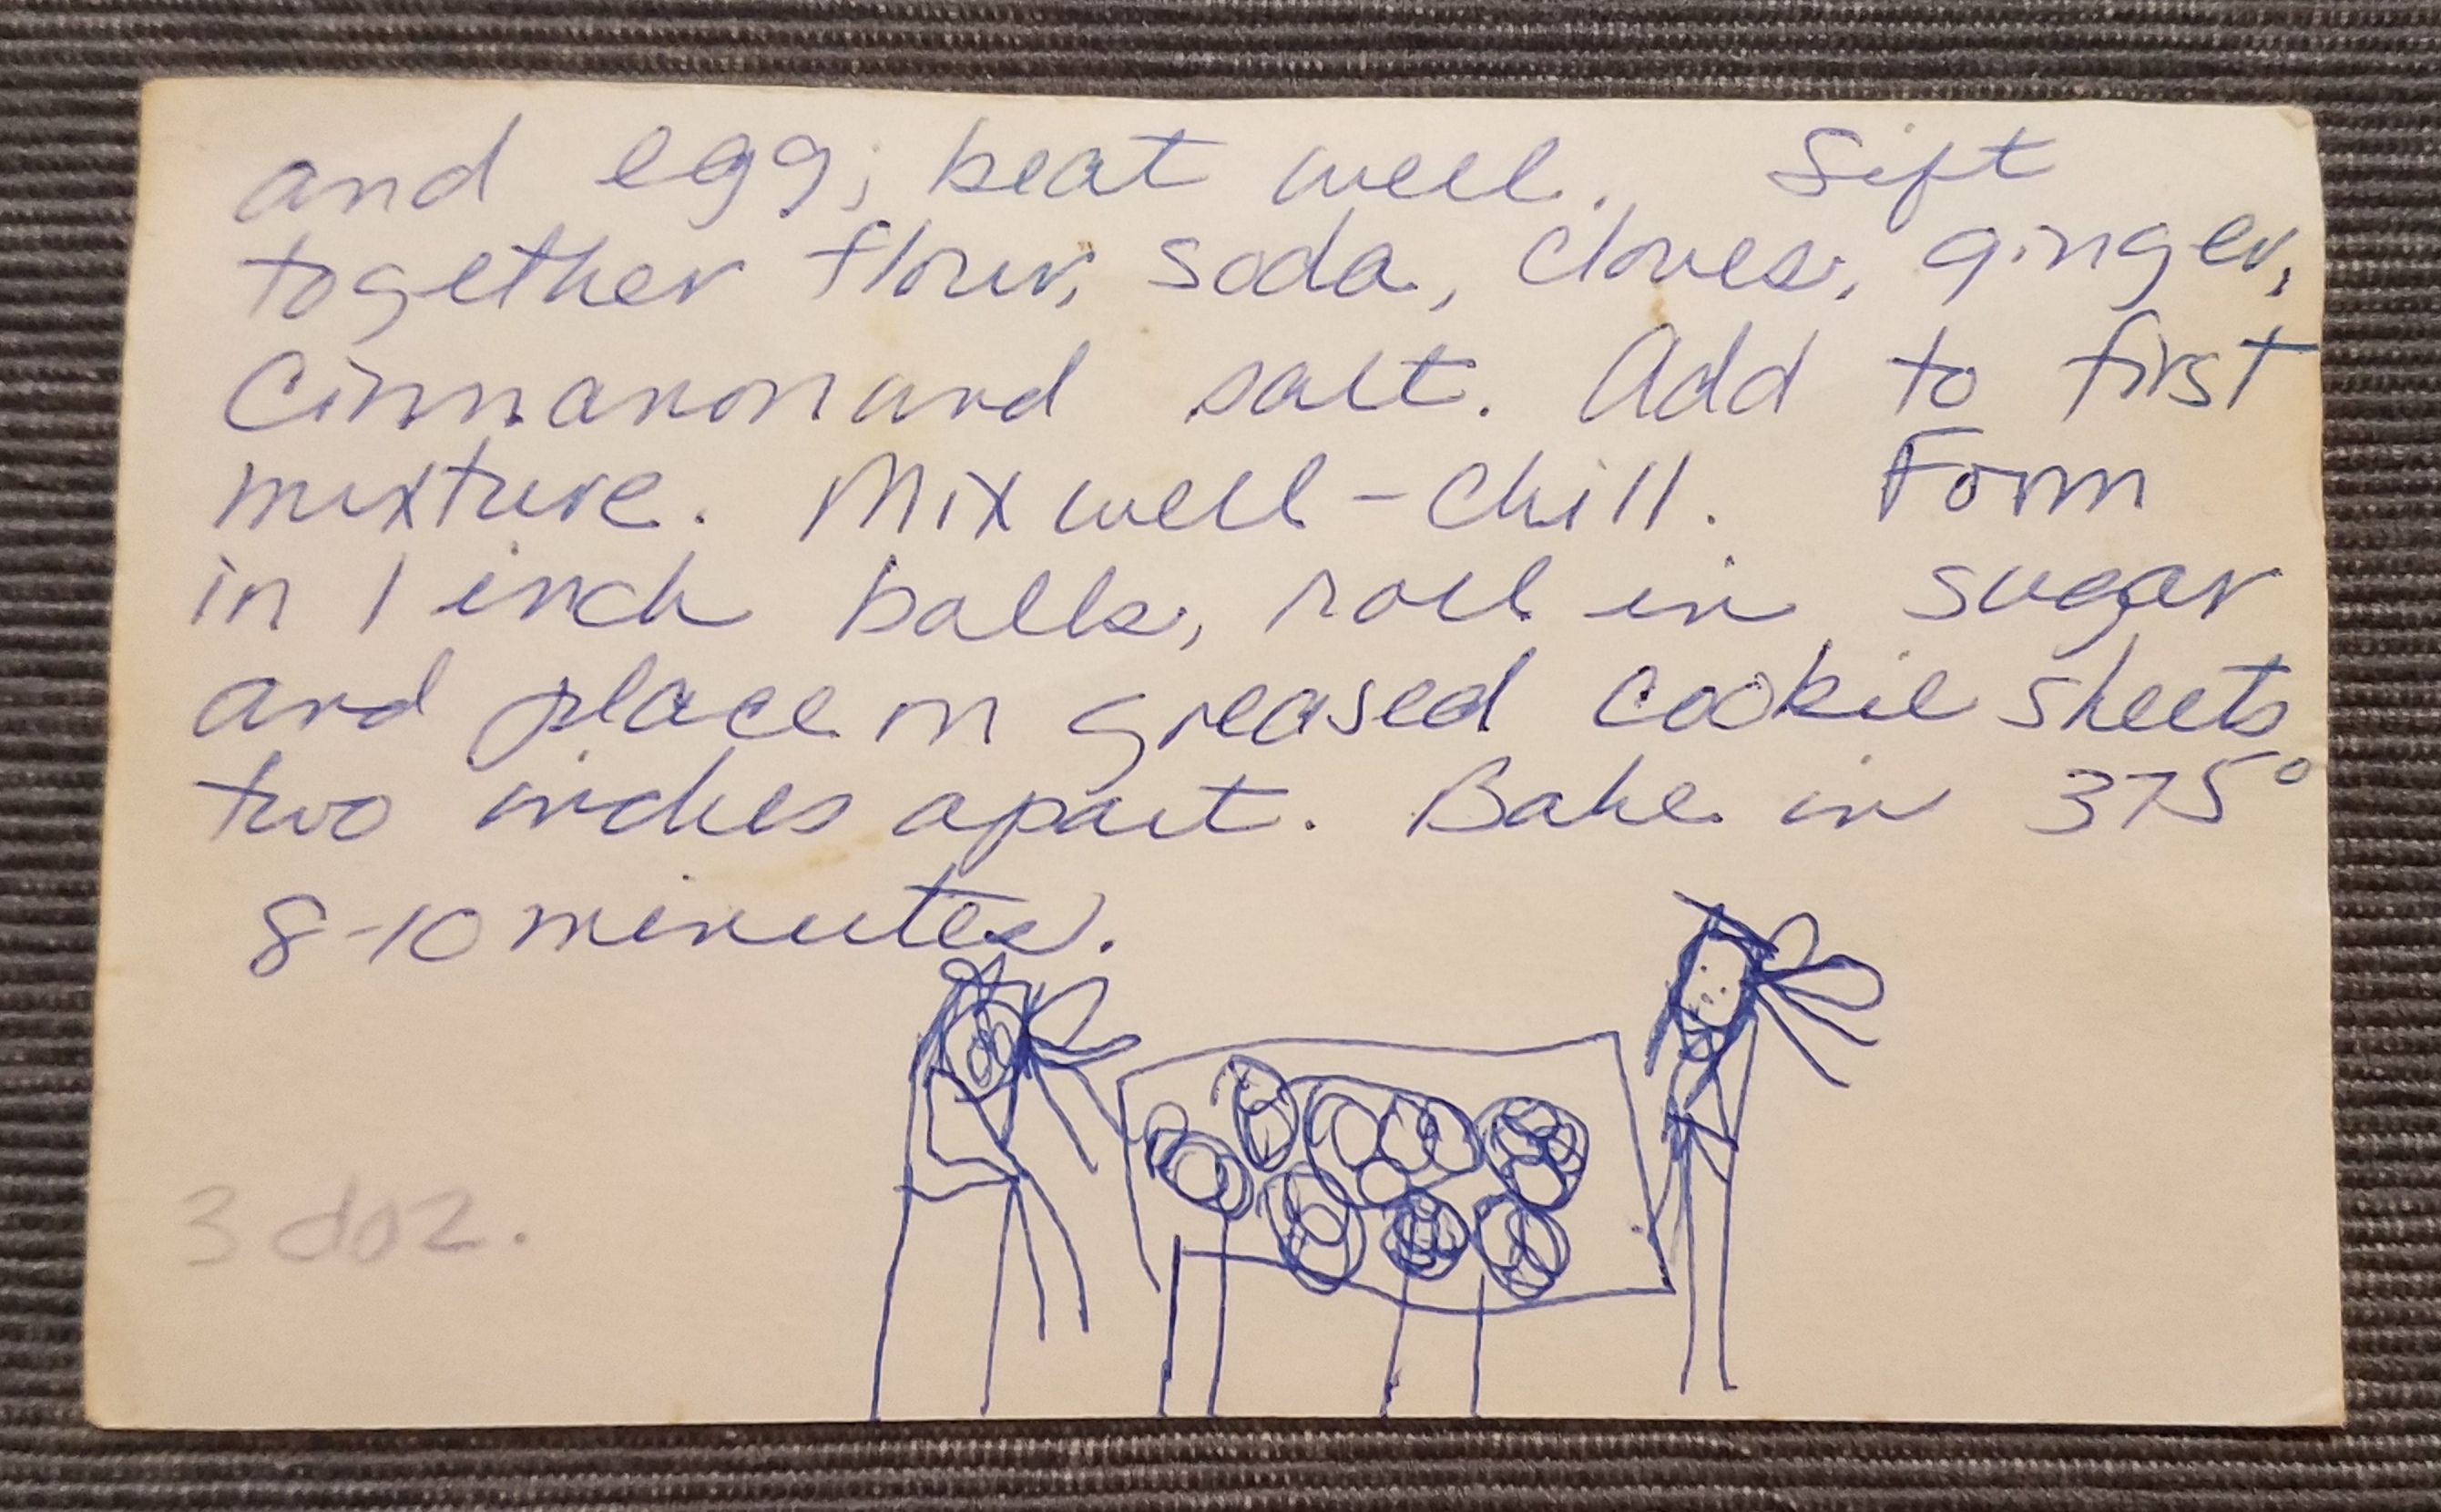 and egg; beat well. Sift
together flour, soda, cloves, ginger,
Cinnamon and salt. Add to first
mixture. Mix well - chill. Form
in 1 inch balls, roll in sugar
and place on greased cookie sheets
two inches apart. Bake in 375°
8-10 minutes.
3 doz.